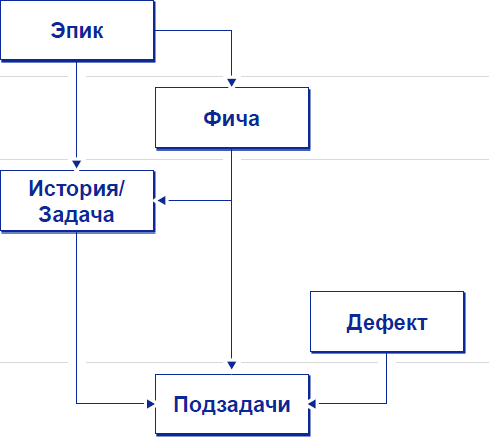 Эпик
Фича
История/
Задача
Дефект
Подзадачи